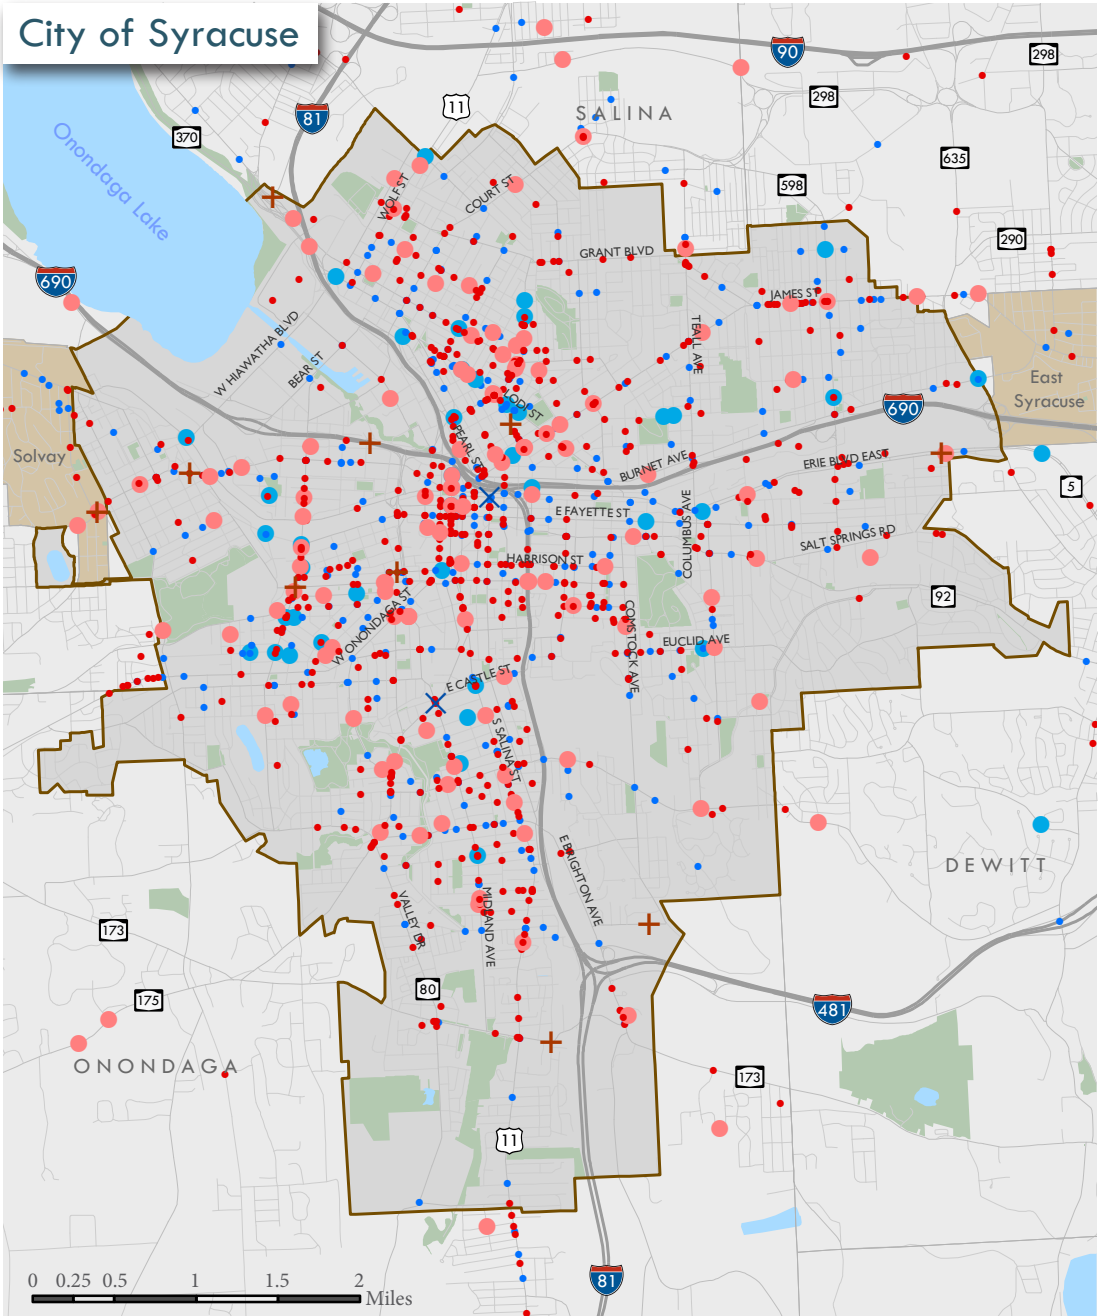 City of Syracuse
81
11
90
298
298
SALINA
370
635
598
Onondaga Lake
WOLF ST
COURT ST
290
GRANT BLVD
690
JAMES ST
W HIAWATHA BLVD
TEALL AVE
BEAR ST
East
Syracuse
LODI ST
690
PEARL ST
Solvay
BURNET AVE
ERIE BLVD EAST
5
E FAYETTE ST
COLUMBUS AVE
SALT SPRINGS RD
HARRISON ST
92
W ONONDAGA ST
COMSTOCK AVE
EUCLID AVE
E CASTLE ST
S SALINA ST
E BRIGHTON AVE
DEWITT
VALLEY DR
MIDLAND AVE
173
80
175
481
ONONDAGA
173
11
0 0.25 0.5 1 1.5 2
Miles
81